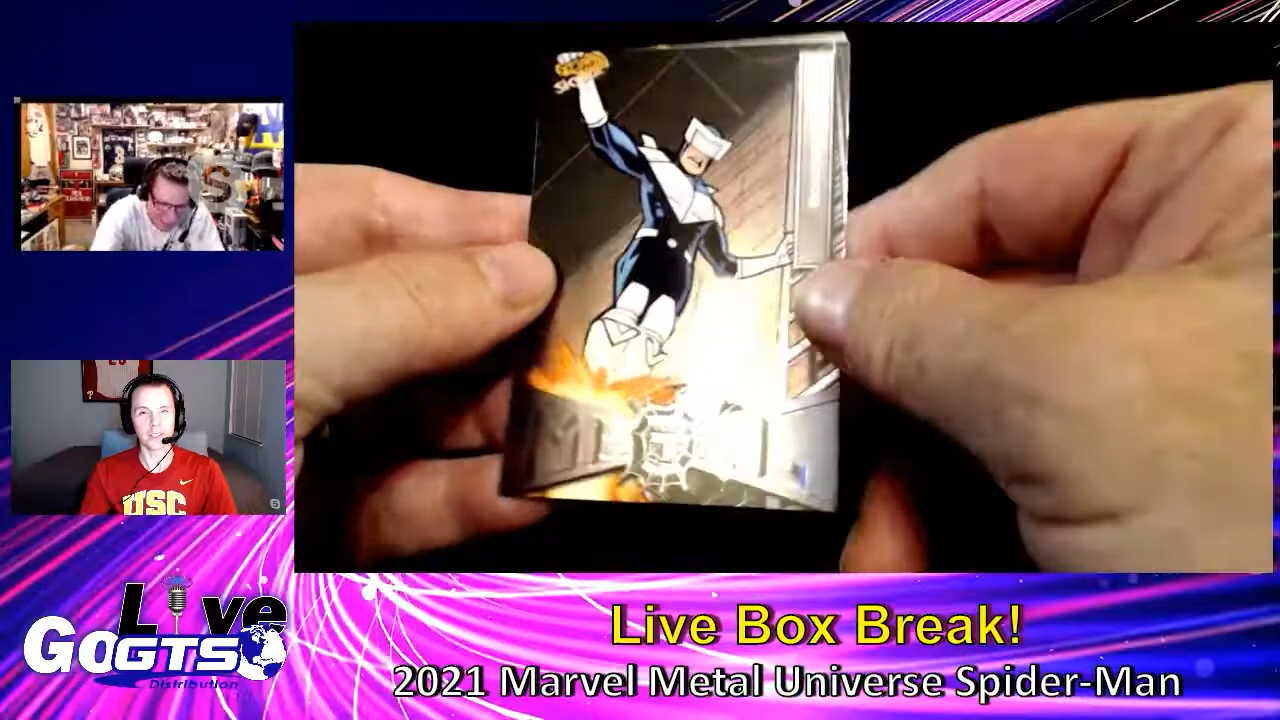 USC
Live
GOGTS
Distribution
Live Box Break!
2021 Marvel Metal Universe Spider-Man